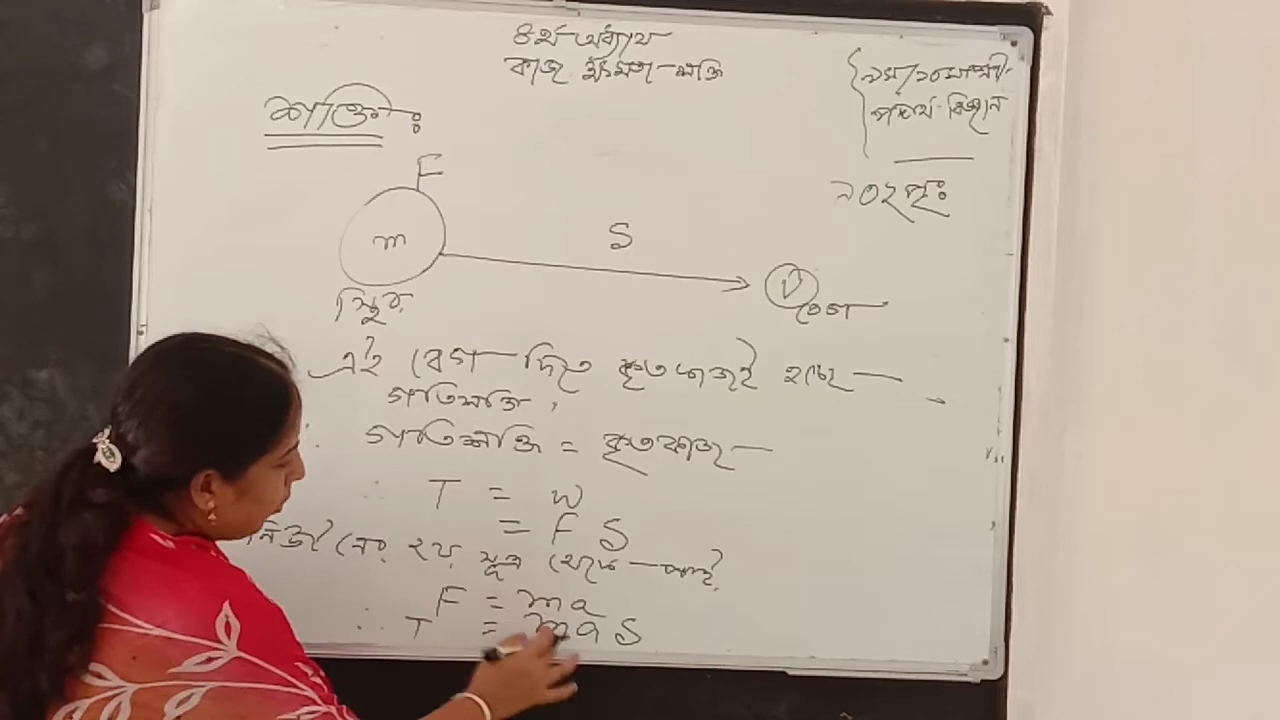 ৪র্থ অধ্যায়
কাজ, ক্ষমতা শক্তি
৯ম/১০ম শ্রেণী
পদার্থ বিজ্ঞান
শক্তিঃ
১০২ পৃঃ
F
m
S
V
স্থির
বেগ
এই বেগ দিতে কৃতকাজই হচ্ছে
গতিশক্তি,
∴ গতিশক্তি = কৃতকাজ
∴ T = W
= F S
নিউটনের ২য় সূত্র থেকে পাই,
F = ma
∴ T = ma S